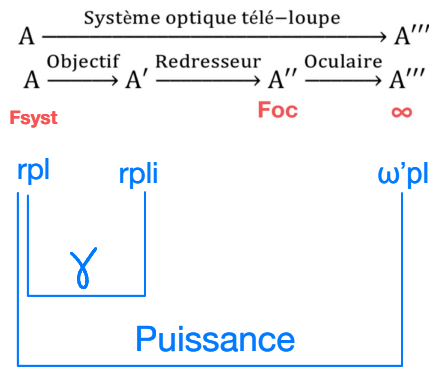 Système optique télé−loupe
A A′′′
Objectif Redresseur Oculaire
A A′ A′′ A′′′
Fsyst Foc ∞
rpl rpli ω'pl
γ
Puissance